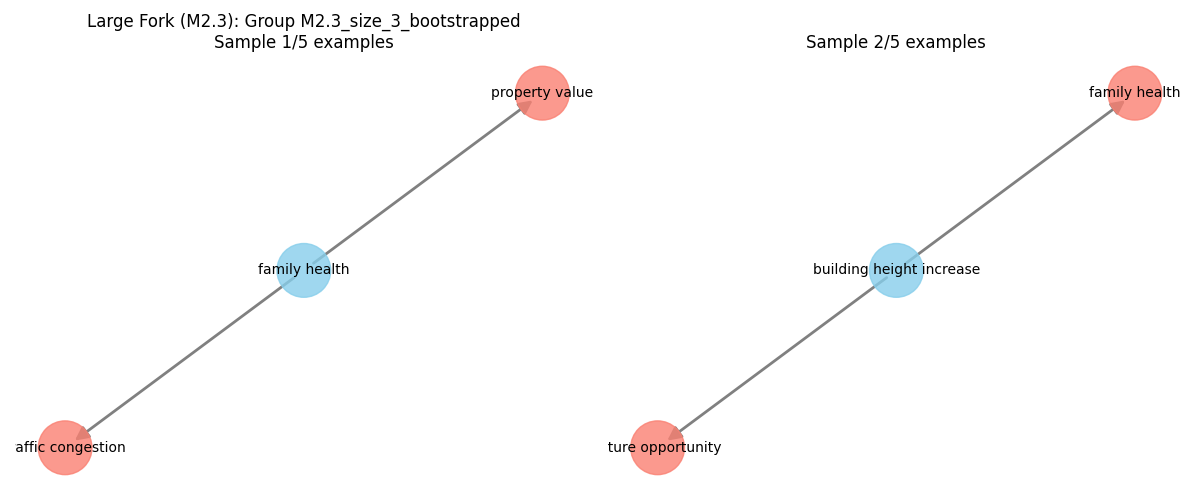 Large Fork (M2.3): Group M2.3_size_3_bootstrapped
Sample 1/5 examples
Sample 2/5 examples
property value
family health
family health
building height increase
affic congestion
ture opportunity